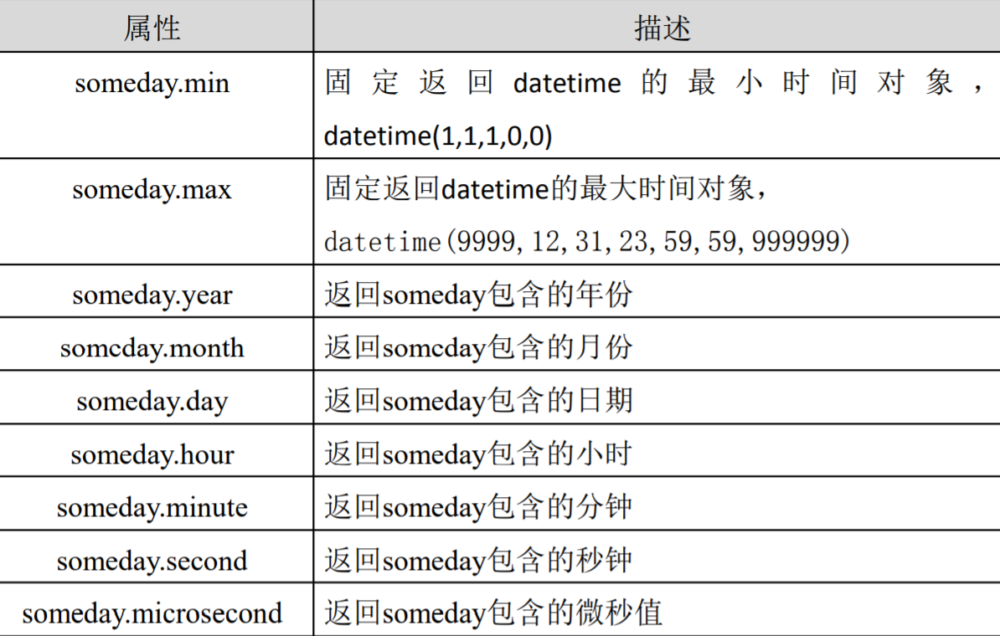 属性 描述
someday.min 固定返回 datetime 的最小时间对象，
datetime(1,1,1,0,0)
someday.max 固定返回datetime的最大时间对象，
datetime(9999,12,31,23,59,59,999999)
someday.year 返回someday包含的年份
somcday.month 返回somcday包含的月份
someday.day 返回someday包含的日期
someday.hour 返回someday包含的小时
someday.minute 返回someday包含的分钟
someday.second 返回someday包含的秒钟
someday.microsecond 返回someday包含的微秒值